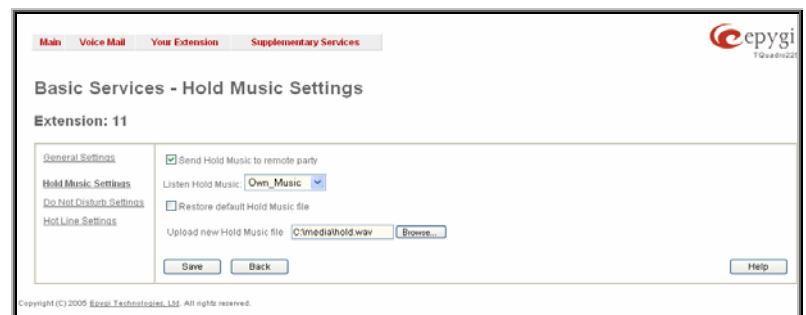 Main Voice Mail Your Extension Supplementary Services
epygi
Basic Services - Hold Music Settings
Extension: 11
General Settings
Hold Music Settings
Do Not Disturb Settings
Hot Line Settings
Send Hold Music to remote party
Listen Hold Music: Own_Music
Restore default Hold Music file
Upload new Hold Music file C:\media\hold.wav Browse...
Save Back Help
Copyright (C) 2005 Epygi Technologies, Ltd. All rights reserved.